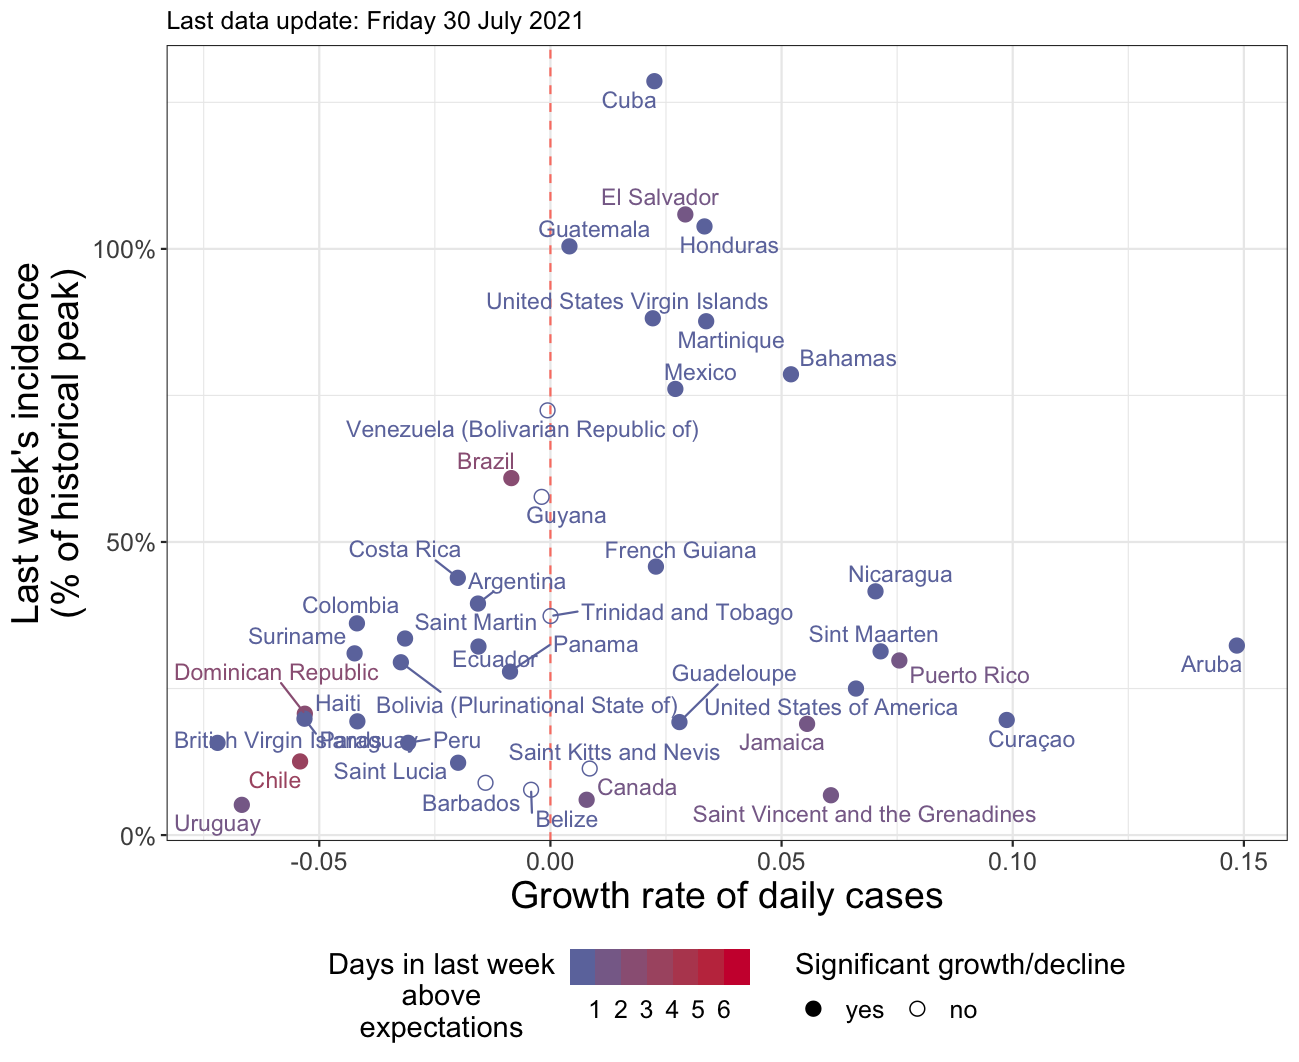 Last data update: Friday 30 July 2021
Last week's incidence
(% of historical peak)
100%
50%
0%
Cuba
El Salvador
Guatemala
Honduras
United States Virgin Islands
Martinique
Bahamas
Mexico
Venezuela (Bolivarian Republic of)
Brazil
Guyana
Costa Rica
French Guiana
Argentina
Nicaragua
Colombia
Trinidad and Tobago
Saint Martin
Suriname
Sint Maarten
Panama
Ecuador
Aruba
Dominican Republic
Guadeloupe
Puerto Rico
Haiti
Bolivia (Plurinational State of)
United States of America
British Virgin Islands
Paraguay
Peru
Jamaica
Curaçao
Saint Kitts and Nevis
Saint Lucia
Chile
Canada
Barbados
Saint Vincent and the Grenadines
Belize
Uruguay
-0.05 0.00 0.05 0.10 0.15
Growth rate of daily cases
Days in last week
above
expectations
1 2 3 4 5 6
Significant growth/decline
yes no